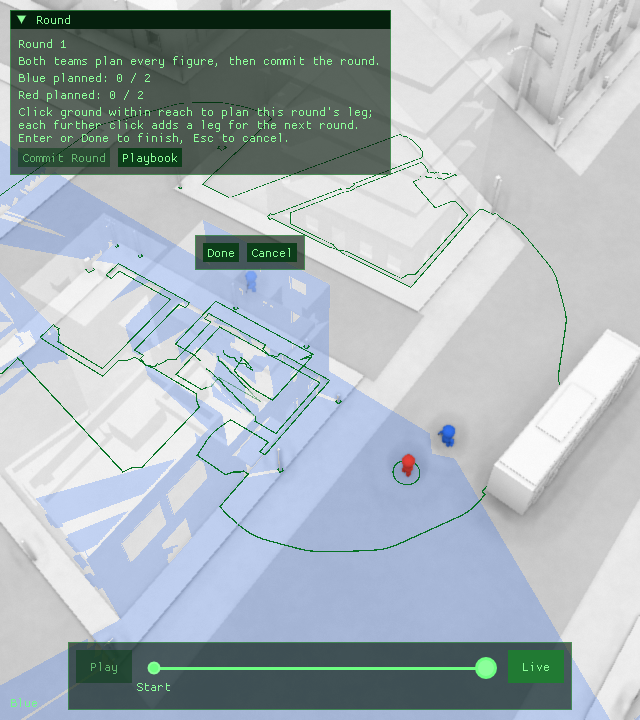 Round
Round 1
Both teams plan every figure, then commit the round.
Blue planned: 0 / 2
Red planned: 0 / 2
Click ground within reach to plan this round's leg;
each further click adds a leg for the next round.
Enter or Done to finish, Esc to cancel.
Commit Round Playbook
Done Cancel
Play Live
Start
Blue